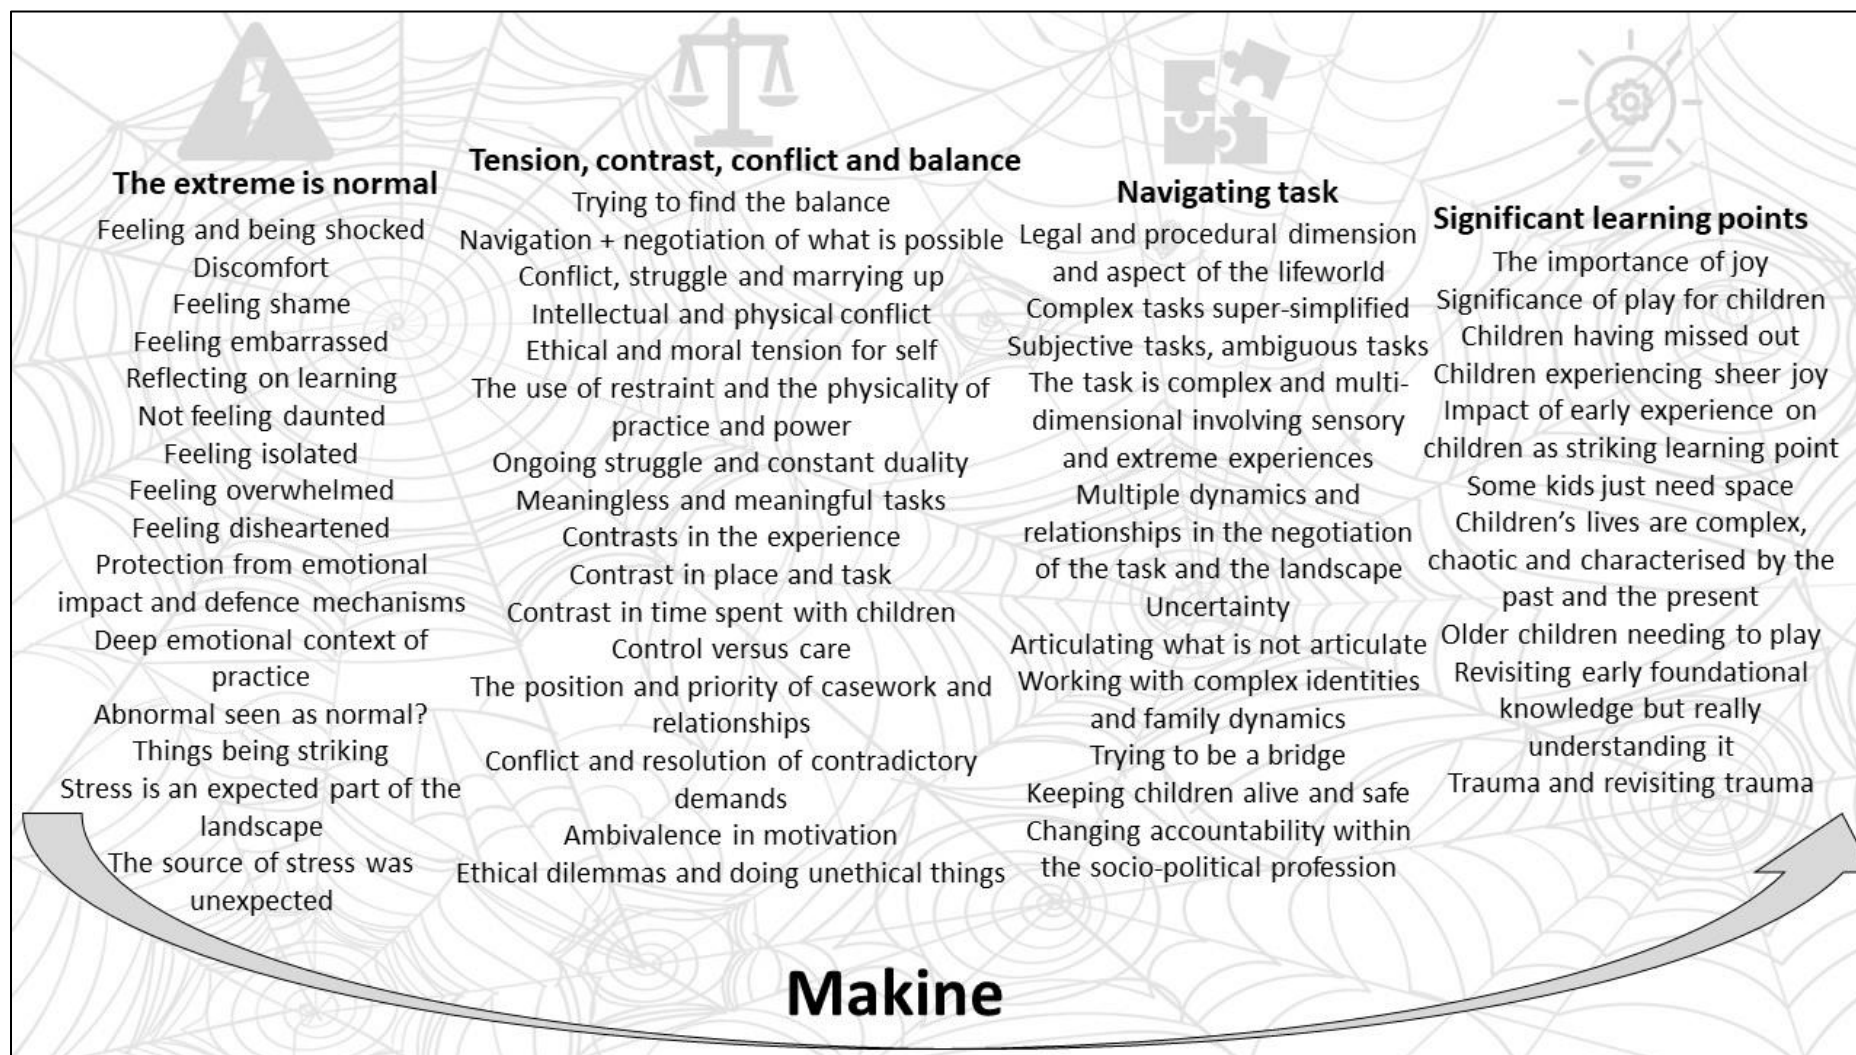 The extreme is normal
Feeling and being shocked
Discomfort
Feeling shame
Feeling embarrassed
Reflecting on learning
Not feeling daunted
Feeling isolated
Feeling overwhelmed
Feeling disheartened
Protection from emotional
impact and defence mechanisms
Deep emotional context of
practice
Abnormal seen as normal?
Things being striking
Stress is an expected part of the
landscape
The source of stress was
unexpected
Tension, contrast, conflict and balance
Trying to find the balance
Navigation + negotiation of what is possible
Conflict, struggle and marrying up
Intellectual and physical conflict
Ethical and moral tension for self
The use of restraint and the physicality of
practice and power
Ongoing struggle and constant duality
Meaningless and meaningful tasks
Contrasts in the experience
Contrast in place and task
Contrast in time spent with children
Control versus care
The position and priority of casework and
relationships
Conflict and resolution of contradictory
demands
Ambivalence in motivation
Ethical dilemmas and doing unethical things
Navigating task
Legal and procedural dimension
and aspect of the lifeworld
Complex tasks super-simplified
Subjective tasks, ambiguous tasks
The task is complex and multi-
dimensional involving sensory
and extreme experiences
Multiple dynamics and
relationships in the negotiation
of the task and the landscape
Uncertainty
Articulating what is not articulate
Working with complex identities
and family dynamics
Trying to be a bridge
Keeping children alive and safe
Changing accountability within
the socio-political profession
Significant learning points
The importance of joy
Significance of play for children
Children having missed out
Children experiencing sheer joy
Impact of early experience on
children as striking learning point
Some kids just need space
Children’s lives are complex,
chaotic and characterised by the
past and the present
Older children needing to play
Revisiting early foundational
knowledge but really
understanding it
Trauma and revisiting trauma
Makine